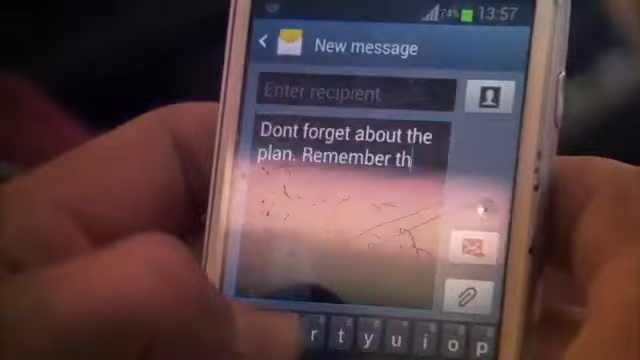 74% 13:57
New message
Enter recipient
Dont forget about the
plan. Remember th
r t y u i o p